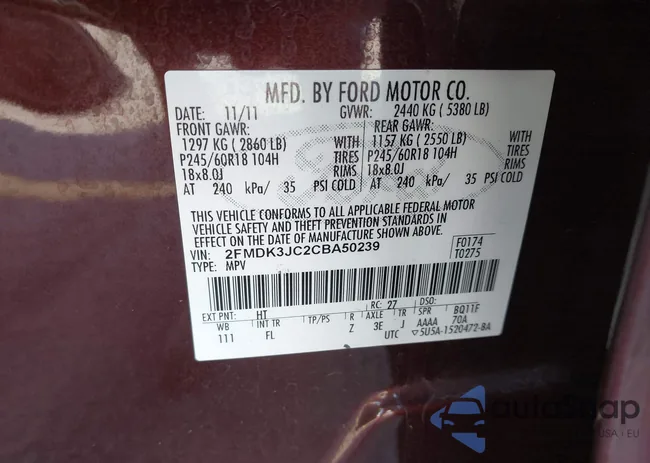 MFD. BY FORD MOTOR CO.
DATE: 11/11 GVWR: 2440 KG ( 5380 LB)
FRONT GAWR: REAR GAWR:
1297 KG ( 2860 LB) WITH 1157 KG ( 2550 LB) WITH
P245/60R18 104H TIRES P245/60R18 104H TIRES
18x8.0J RIMS 18x8.0J RIMS
AT 240 kPa/ 35 PSI COLD AT 240 kPa/ 35 PSI COLD
THIS VEHICLE CONFORMS TO ALL APPLICABLE FEDERAL MOTOR
VEHICLE SAFETY AND BUMPER, AND THEFT PREVENTION STANDARDS IN
EFFECT ON THE DATE OF MANUFACTURE SHOWN ABOVE.
VIN: 2FMDK3JC2CBA50239 F0174
TYPE: MPV T0275
EXT PNT: HT RC: 27 DSO:
WB INT TR TP/PS R AXLE TR SPR BQ11F
111 FL Z 3E J AAAA 70A
UTC 5U5A-1520472-BA
Ford
USA
EU